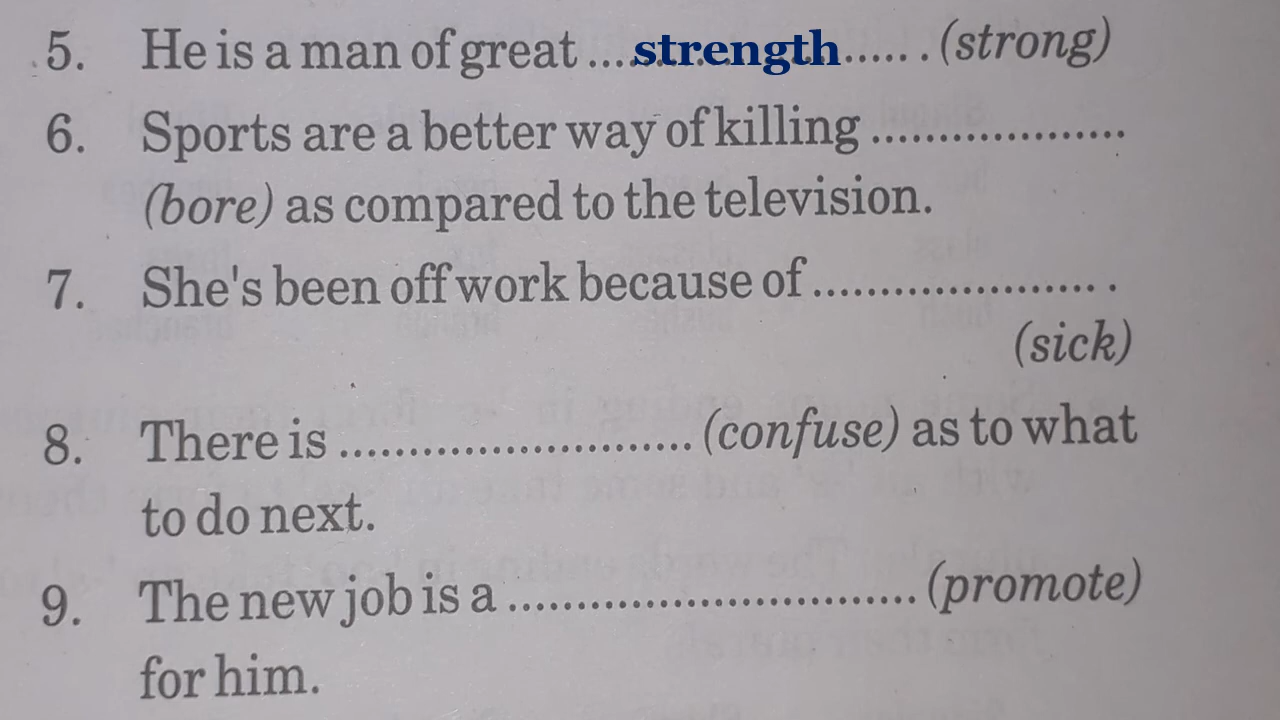 5. He is a man of great ....strength...... . (strong)
6. Sports are a better way of killing ...................
(bore) as compared to the television.
7. She's been off work because of ..................... .
(sick)
8. There is .......................... (confuse) as to what
to do next.
9. The new job is a .............................. (promote)
for him.